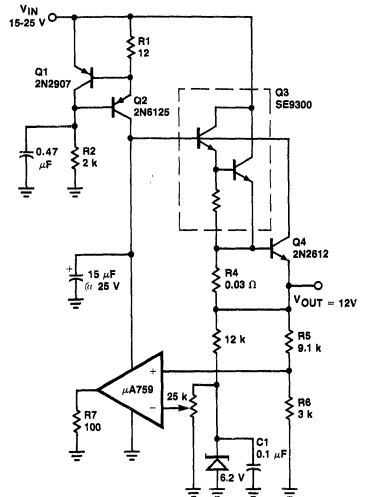 VIN
15-25 V
R1
12
Q1
2N2907
Q2
2N6125
Q3
SE9300
0.47
µF
R2
2 k
Q4
2N2612
15 µF
@ 25 V
R4
0.03 Ω
VOUT = 12V
12 k
R5
9.1 k
+
µA759
−
25 k
R6
3 k
R7
100
C1
0.1 µF
6.2 V